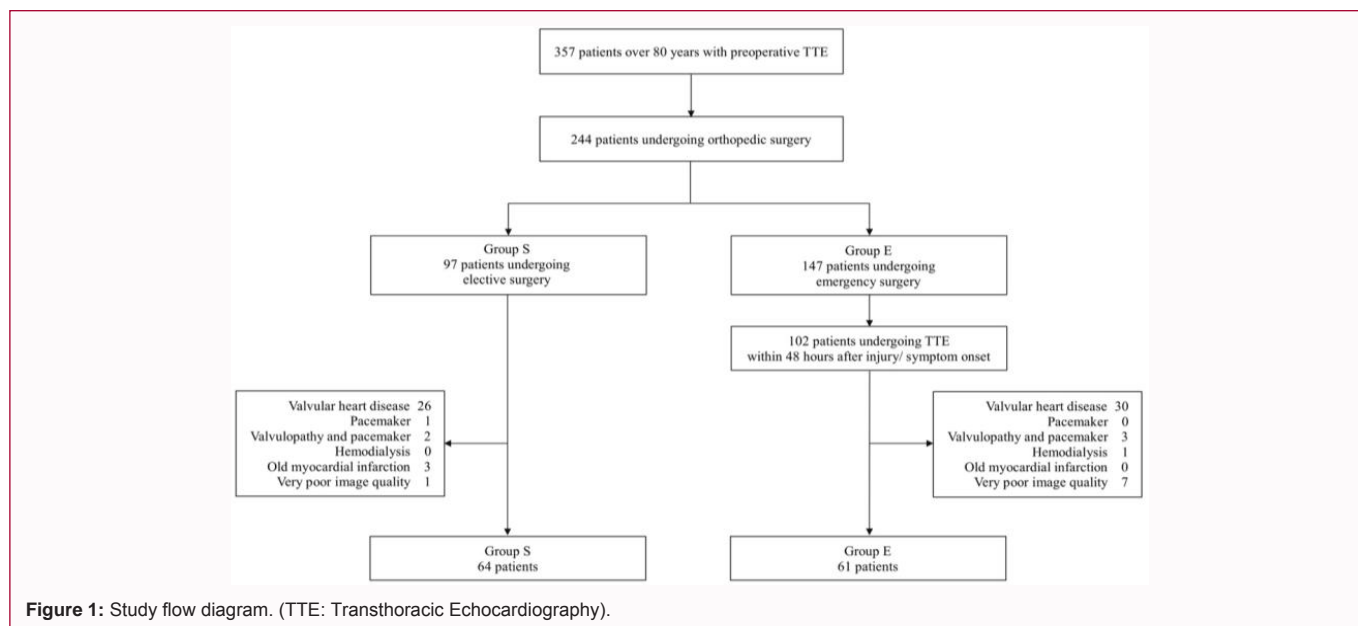 357 patients over 80 years with preoperative TTE
244 patients undergoing orthopedic surgery
Group S
97 patients undergoing
elective surgery
Group E
147 patients undergoing
emergency surgery
102 patients undergoing TTE
within 48 hours after injury/ symptom onset
Valvular heart disease 26
Pacemaker 1
Valvulopathy and pacemaker 2
Hemodialysis 0
Old myocardial infarction 3
Very poor image quality 1
Valvular heart disease 30
Pacemaker 0
Valvulopathy and pacemaker 3
Hemodialysis 1
Old myocardial infarction 0
Very poor image quality 7
Group S
64 patients
Group E
61 patients
Figure 1: Study flow diagram. (TTE: Transthoracic Echocardiography).